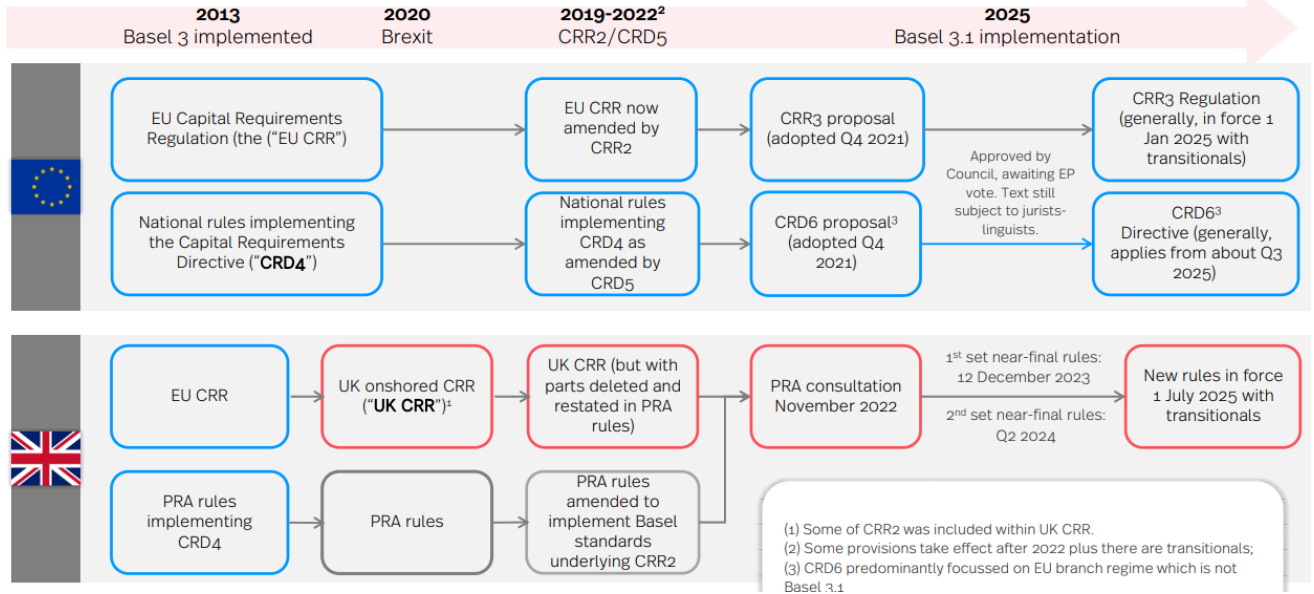 2013
Basel 3 implemented
2020
Brexit
2019-2022²
CRR2/CRD5
2025
Basel 3.1 implementation
EU Capital Requirements
Regulation (the (“EU CRR”)
EU CRR now
amended by
CRR2
CRR3 proposal
(adopted Q4 2021)
Approved by
Council, awaiting EP
vote. Text still
subject to jurists-
linguists.
CRR3 Regulation
(generally, in force 1
Jan 2025 with
transitionals)
National rules implementing
the Capital Requirements
Directive (“CRD4”)
National rules
implementing
CRD4 as
amended by
CRD5
CRD6 proposal³
(adopted Q4
2021)
CRD6³
Directive (generally,
applies from about Q3
2025)
EU CRR
UK onshored CRR
(“UK CRR”)¹
UK CRR (but with
parts deleted and
restated in PRA
rules)
PRA consultation
November 2022
1st set near-final rules:
12 December 2023
2nd set near-final rules:
Q2 2024
New rules in force
1 July 2025 with
transitionals
PRA rules
implementing
CRD4
PRA rules
PRA rules
amended to
implement Basel
standards
underlying CRR2
(1) Some of CRR2 was included within UK CRR.
(2) Some provisions take effect after 2022 plus there are transitionals;
(3) CRD6 predominantly focussed on EU branch regime which is not
Basel 3.1